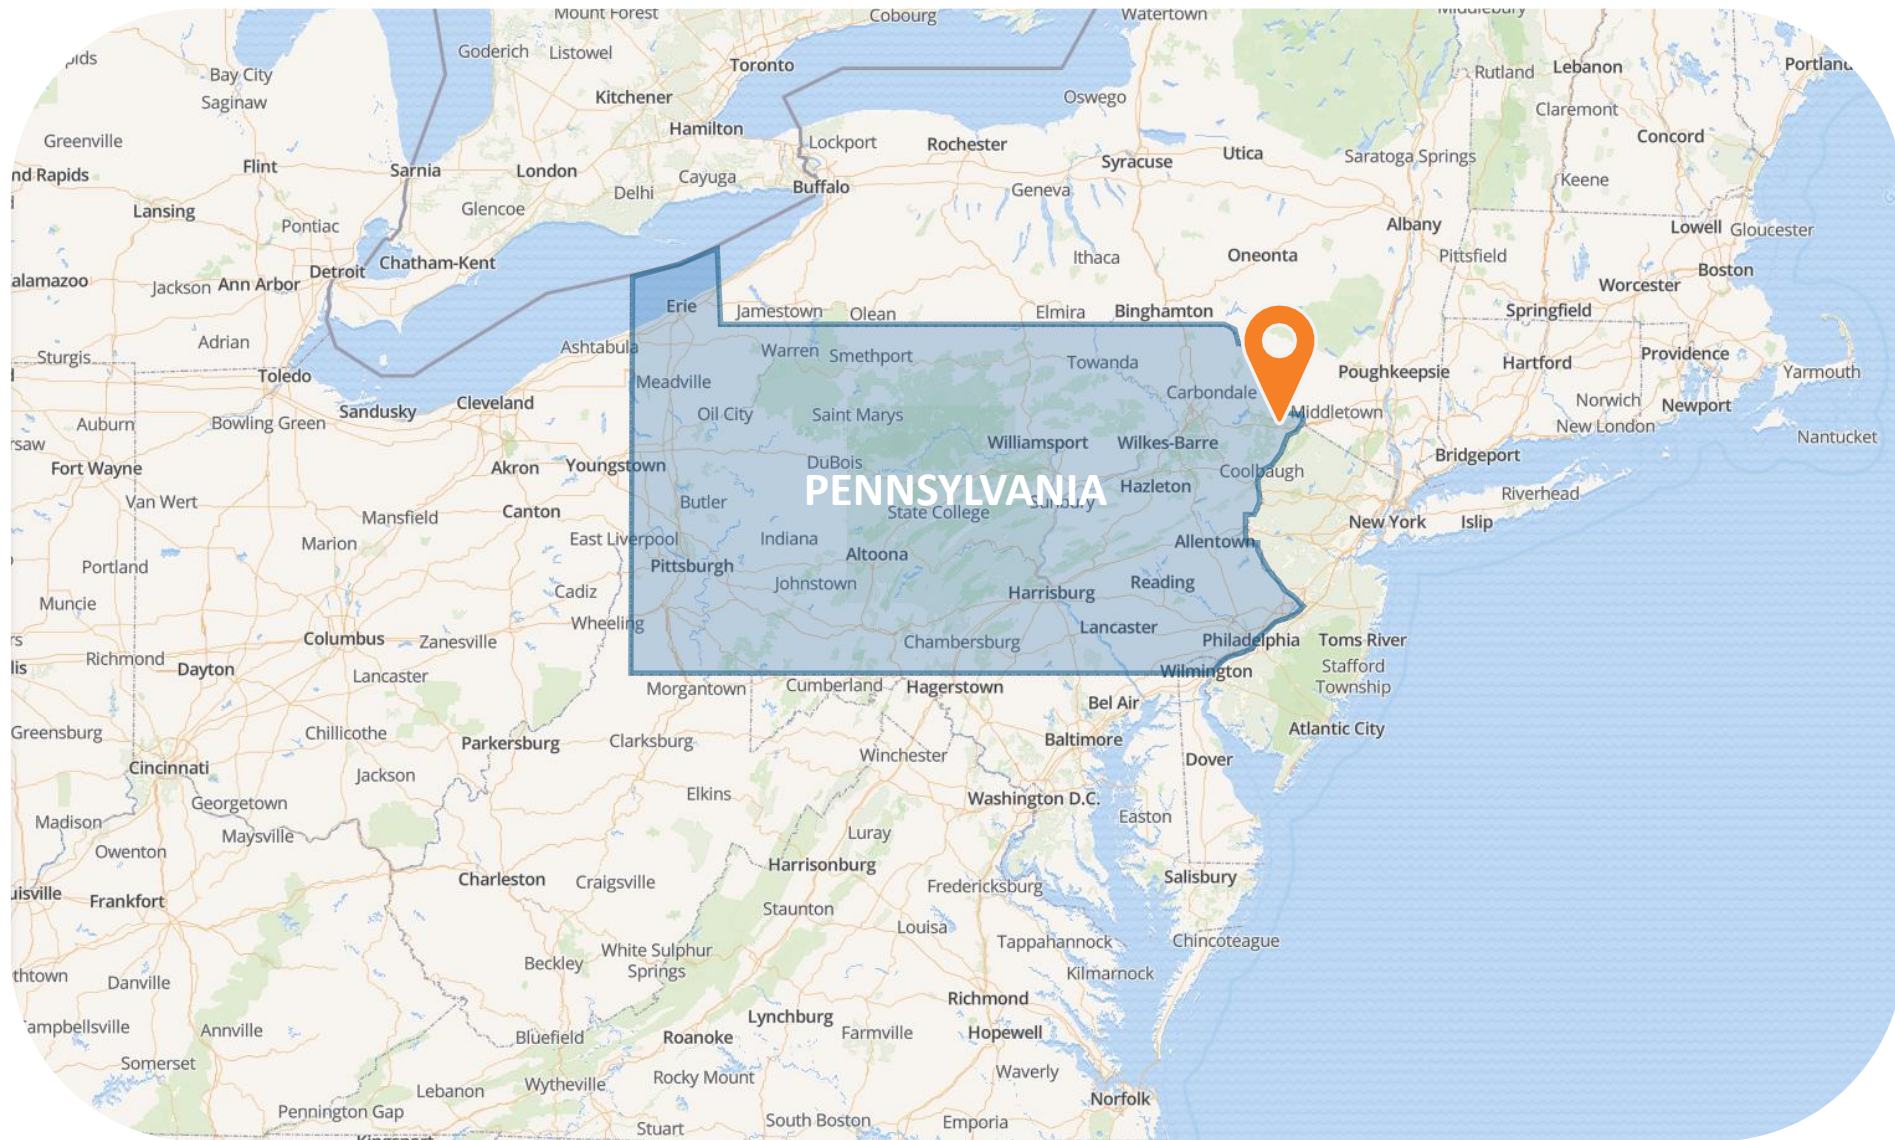 Mount Forest
Cobourg
Watertown
Middlebury
Goderich
Listowel
Toronto
Rutland
Lebanon
Portland
Bay City
Saginaw
Kitchener
Oswego
Claremont
Greenville
Hamilton
Lockport
Rochester
Concord
Flint
Sarnia
London
Syracuse
Utica
Saratoga Springs
nd Rapids
Delhi
Cayuga
Buffalo
Geneva
Keene
Lansing
Glencoe
Pontiac
Albany
Lowell
Gloucester
Detroit
Chatham-Kent
Ithaca
Oneonta
Pittsfield
Boston
alamazoo
Jackson
Ann Arbor
Worcester
Erie
Jamestown
Olean
Elmira
Binghamton
Springfield
Adrian
Ashtabula
Warren
Smethport
Towanda
Hartford
Providence
Sturgis
Toledo
Meadville
Carbondale
Poughkeepsie
Yarmouth
Sandusky
Cleveland
Oil City
Saint Marys
Middletown
Norwich
Newport
Auburn
Bowling Green
New London
rsaw
Williamsport
Wilkes-Barre
Nantucket
Fort Wayne
Akron
Youngstown
DuBois
Coolbaugh
Bridgeport
PENNSYLVANIA
Hazleton
Van Wert
Butler
Sunbury
Riverhead
Mansfield
Canton
State College
New York
Islip
Marion
East Liverpool
Indiana
Altoona
Allentown
Portland
Pittsburgh
Johnstown
Reading
Muncie
Cadiz
Harrisburg
Wheeling
Lancaster
rs
Columbus
Zanesville
Chambersburg
Philadelphia
Toms River
lis
Richmond
Dayton
Lancaster
Wilmington
Stafford
Township
Morgantown
Cumberland
Hagerstown
Bel Air
Greensburg
Chillicothe
Parkersburg
Clarksburg
Baltimore
Atlantic City
Cincinnati
Jackson
Winchester
Dover
Georgetown
Elkins
Washington D.C.
Madison
Maysville
Luray
Easton
Owenton
Harrisonburg
uisville
Frankfort
Charleston
Craigsville
Fredericksburg
Salisbury
Staunton
Louisa
White Sulphur
Springs
Tappahannock
Chincoteague
thtown
Danville
Beckley
Kilmarnock
Richmond
Campbellsville
Annville
Bluefield
Lynchburg
Roanoke
Farmville
Hopewell
Somerset
Lebanon
Wytheville
Rocky Mount
Waverly
Pennington Gap
Stuart
South Boston
Emporia
Norfolk
Kingsport